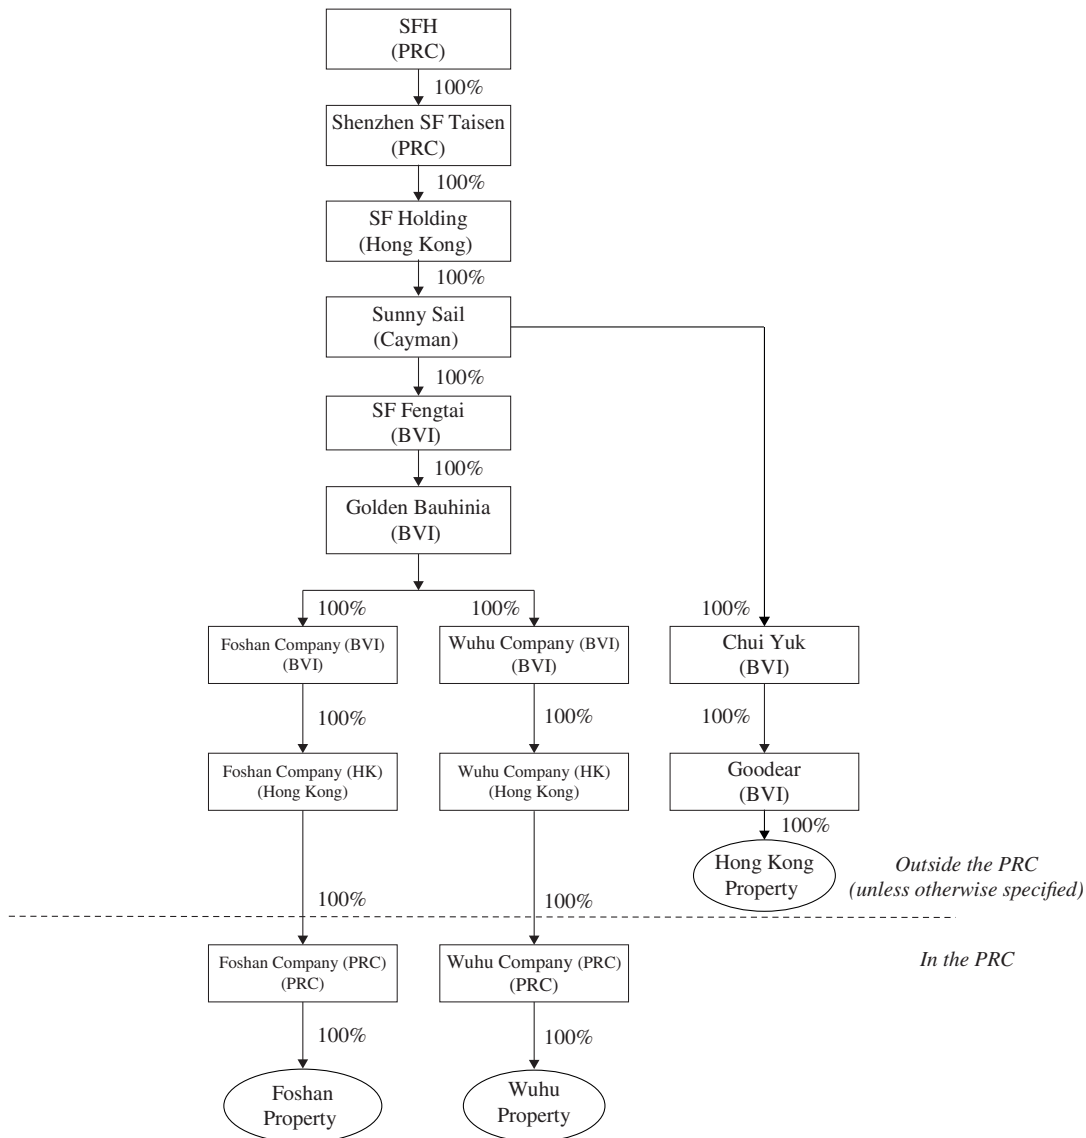 SFH
(PRC)
100%
Shenzhen SF Taisen
(PRC)
100%
SF Holding
(Hong Kong)
100%
Sunny Sail
(Cayman)
100%
SF Fengtai
(BVI)
100%
Golden Bauhinia
(BVI)
100%
100%
100%
Foshan Company (BVI)
(BVI)
Wuhu Company (BVI)
(BVI)
Chui Yuk
(BVI)
100%
100%
100%
Foshan Company (HK)
(Hong Kong)
Wuhu Company (HK)
(Hong Kong)
Goodear
(BVI)
100%
Hong Kong
Property
Outside the PRC
(unless otherwise specified)
100%
100%
Foshan Company (PRC)
(PRC)
Wuhu Company (PRC)
(PRC)
In the PRC
100%
100%
Foshan
Property
Wuhu
Property